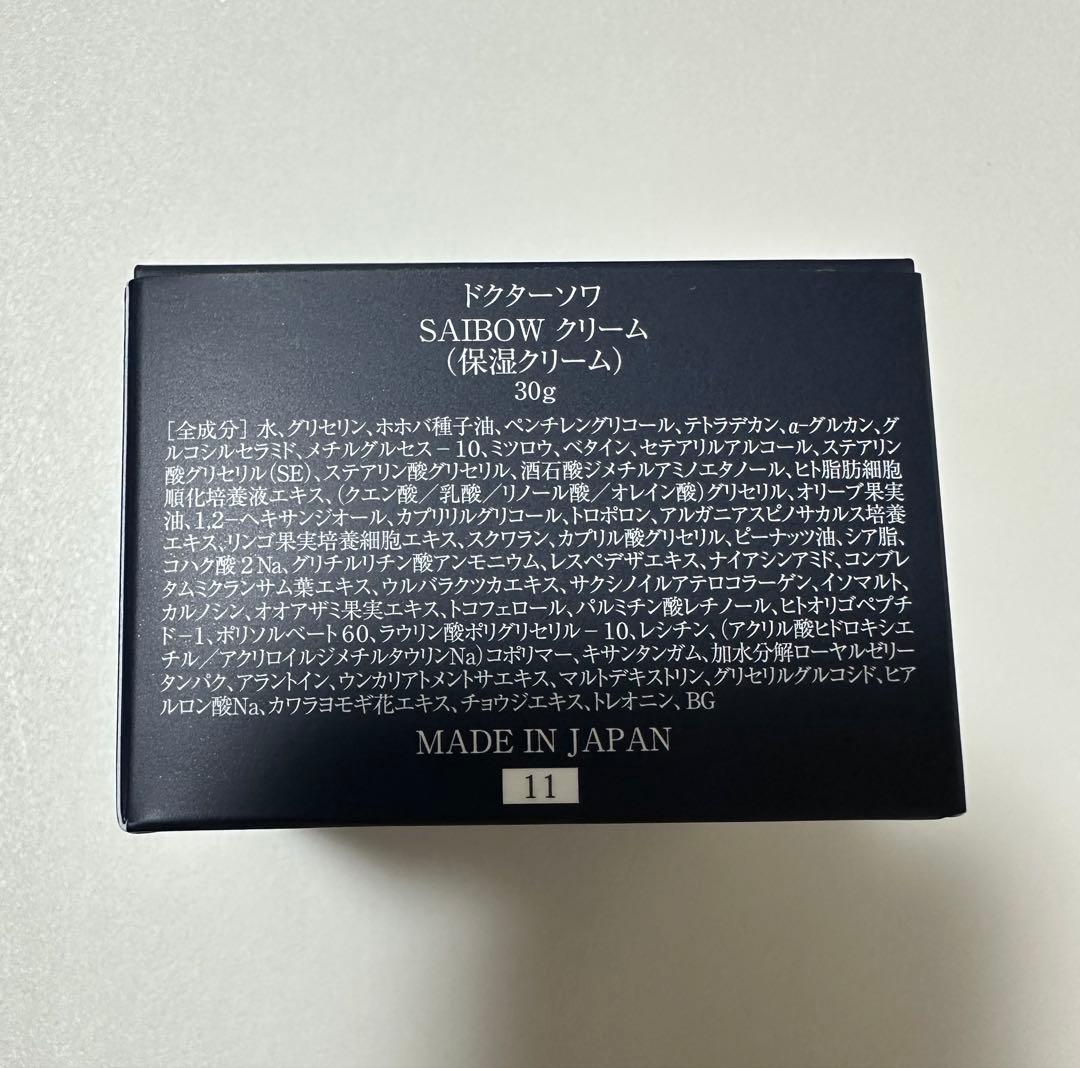 ドクターソワ
SAIBOW クリーム
(保湿クリーム)
30g
[全成分] 水、グリセリン、ホホバ種子油、ペンチレングリコール、テトラデカン、α-グルカン、グ
ルコシルセラミド、メチルグルセス-10、ミツロウ、ベタイン、セテアリルアルコール、ステアリン
酸グリセリル(SE)、ステアリン酸グリセリル、酒石酸ジメチルアミノエタノール、ヒト脂肪細胞
順化培養液エキス、(クエン酸/乳酸/リノール酸/オレイン酸)グリセリル、オリーブ果実
油、1,2-ヘキサンジオール、カプリリルグリコール、トロポロン、アルガニアスピノサカルス培養
エキス、リンゴ果実培養細胞エキス、スクワラン、カプリル酸グリセリル、ピーナッツ油、シア脂、
コハク酸2Na、グリチルリチン酸アンモニウム、レスペデザエキス、ナイアシンアミド、コンブレ
タムミクランサム葉エキス、ウルバラクツカエキス、サクシノイルアテロコラーゲン、イソマルト、
カルノシン、オオアザミ果実エキス、トコフェロール、パルミチン酸レチノール、ヒトオリゴペプチ
ド-1、ポリソルベート60、ラウリン酸ポリグリセリル-10、レシチン、(アクリル酸ヒドロキシエ
チル/アクリロイルジメチルタウリンNa)コポリマー、キサンタンガム、加水分解ローヤルゼリー
タンパク、アラントイン、ウンカリアトメントサエキス、マルトデキストリン、グリセリルグルコシド、ヒア
ルロン酸Na、カワラヨモギ花エキス、チョウジエキス、トレオニン、BG
MADE IN JAPAN
11